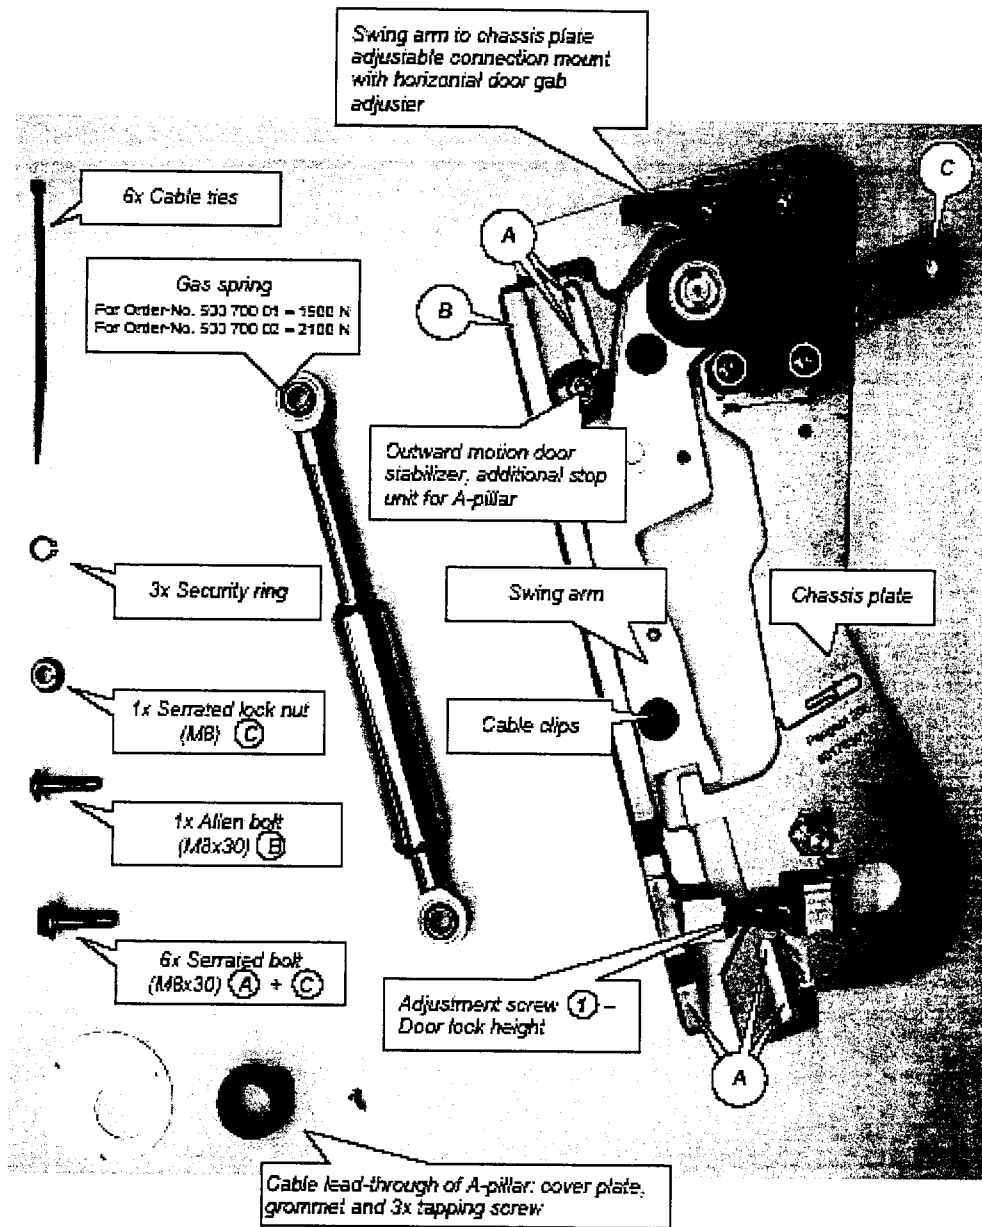 Swing arm to chassis plate
adjustable connection mount
with horizontal door gab
adjuster
C
6x Cable ties
A
Gas spring
For Order-No. 500 700 01 = 1500 N
For Order-No. 500 700 02 = 2100 N
B
Outward motion door
stabilizer, additional stop
unit for A-pillar
3x Security ring
Swing arm
Chassis plate
1x Serrated lock nut
(M8) C
Cable clips
Peugeot
1x Allen bolt
(M8x30) B
6x Serrated bolt
(M8x30) A + C
Adjustment screw 1 –
Door lock height
A
Cable lead-through of A-pillar: cover plate,
grommet and 3x tapping screw